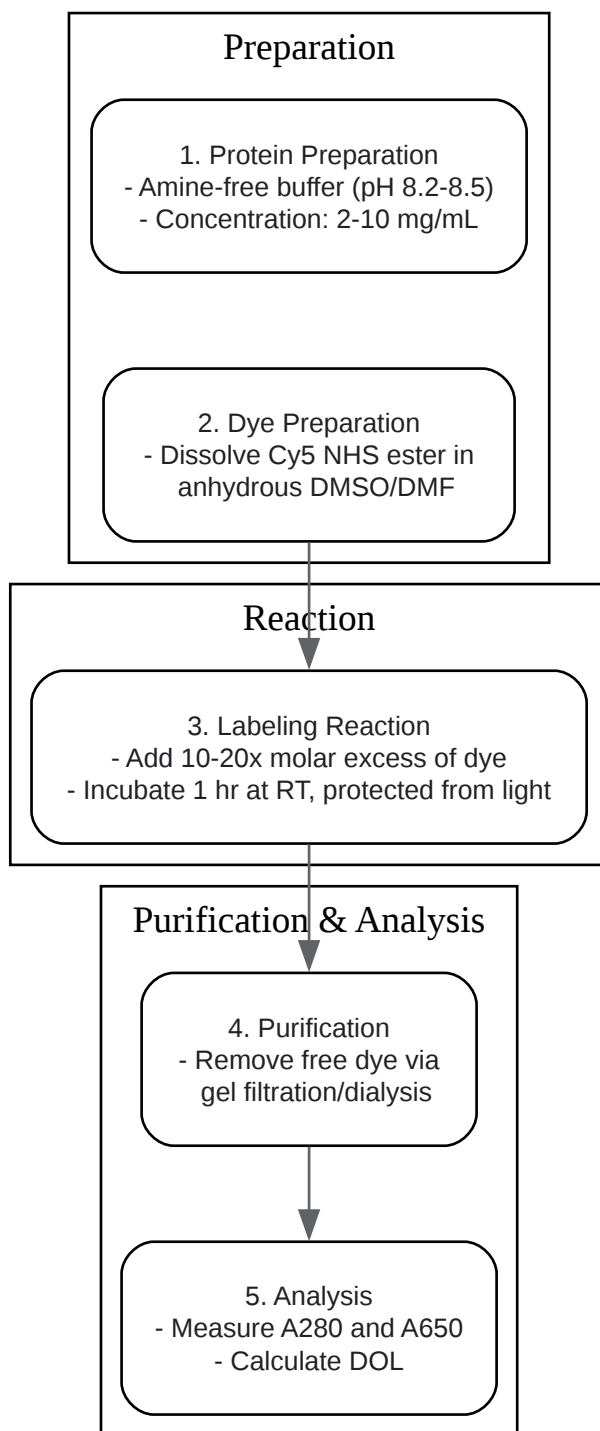 Preparation
1. Protein Preparation
- Amine-free buffer (pH 8.2-8.5)
- Concentration: 2-10 mg/mL
2. Dye Preparation
- Dissolve Cy5 NHS ester in
anhydrous DMSO/DMF
Reaction
3. Labeling Reaction
- Add 10-20x molar excess of dye
- Incubate 1 hr at RT, protected from light
Purification & Analysis
4. Purification
- Remove free dye via
gel filtration/dialysis
5. Analysis
- Measure A280 and A650
- Calculate DOL